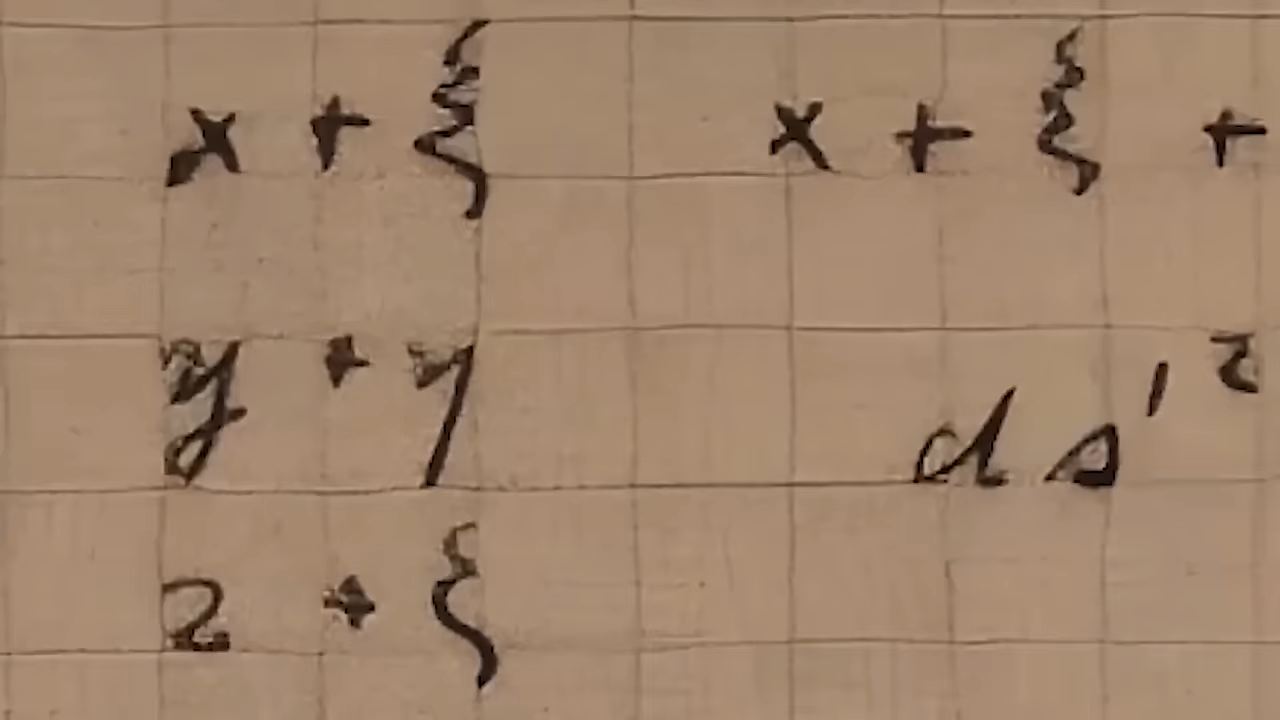 x + ξ x + ξ +
y + η ds'²
z + ζ